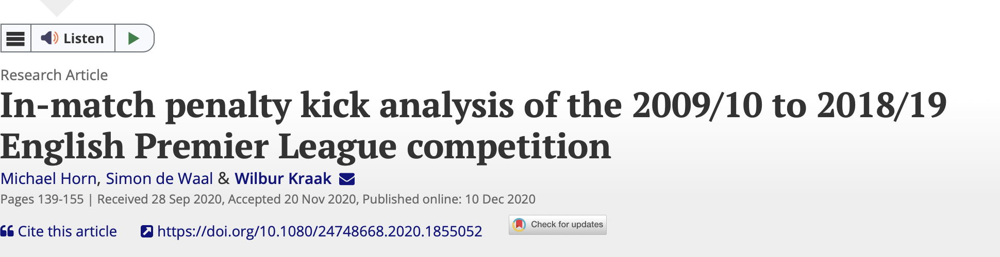 Listen
Research Article
In-match penalty kick analysis of the 2009/10 to 2018/19
English Premier League competition
Michael Horn, Simon de Waal & Wilbur Kraak
Pages 139-155 | Received 28 Sep 2020, Accepted 20 Nov 2020, Published online: 10 Dec 2020
Cite this article https://doi.org/10.1080/24748668.2020.1855052 Check for updates